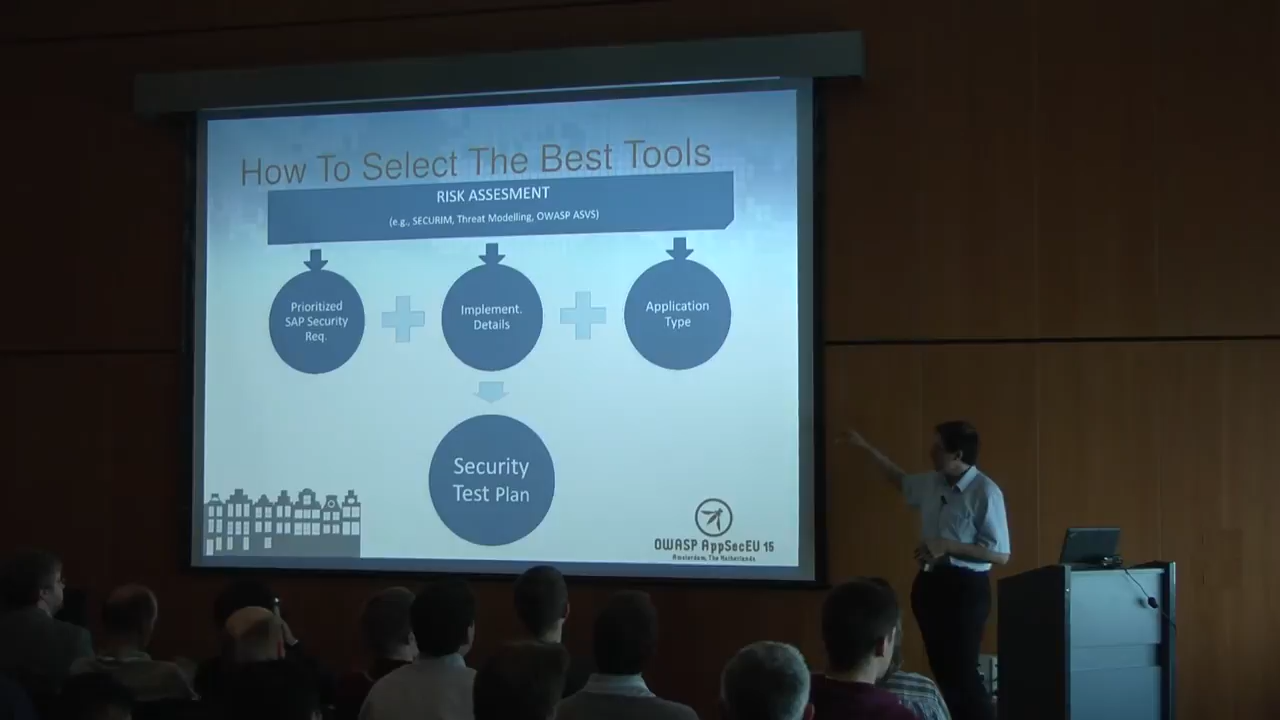 How To Select The Best Tools
RISK ASSESMENT
(e.g., SECURIM, Threat Modelling, OWASP ASVS)
Prioritized
SAP Security
Req.
Implement.
Details
Application
Type
Security
Test Plan
OWASP AppSecEU 15
Amsterdam, The Netherlands